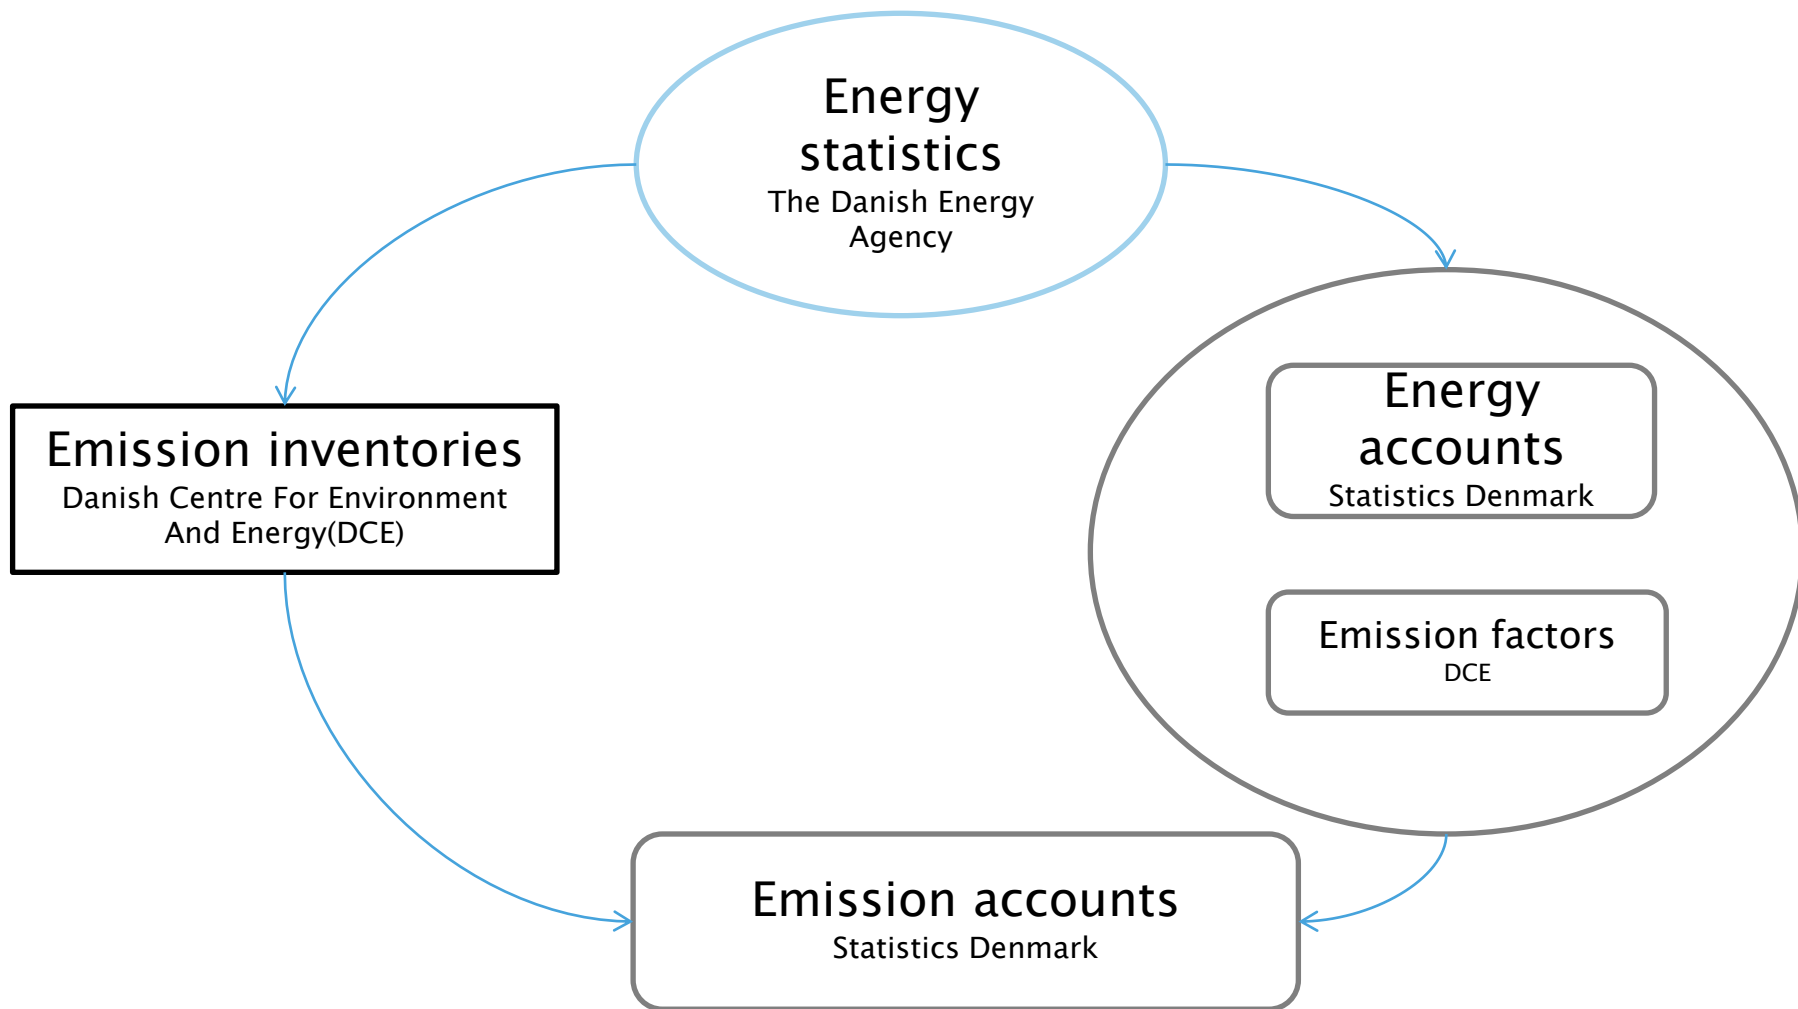 Energy
statistics
The Danish Energy
Agency
Emission inventories
Danish Centre For Environment
And Energy(DCE)
Energy
accounts
Statistics Denmark
Emission factors
DCE
Emission accounts
Statistics Denmark